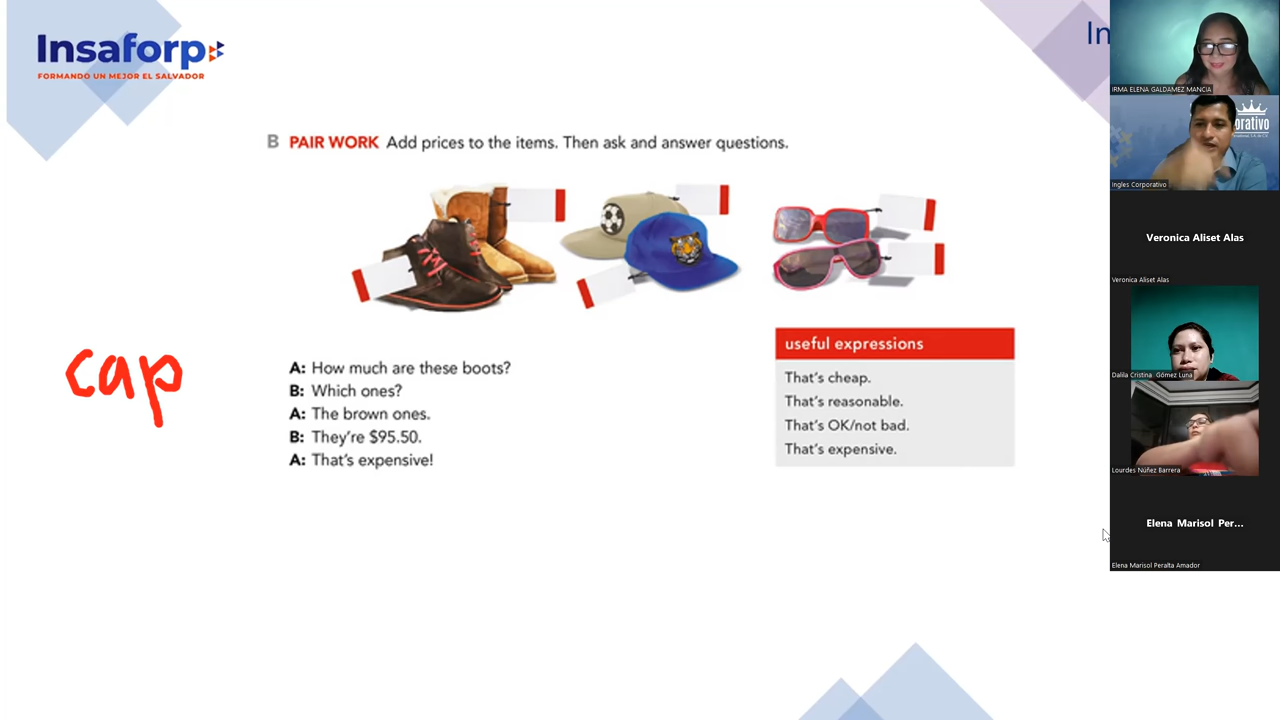 Insaforp
FORMANDO UN MEJOR EL SALVADOR
In
B PAIR WORK Add prices to the items. Then ask and answer questions.
cap
A: How much are these boots?
B: Which ones?
A: The brown ones.
B: They're $95.50.
A: That's expensive!
useful expressions
That's cheap.
That's reasonable.
That's OK/not bad.
That's expensive.
IRMA ELENA GALDAMEZ MANCIA
orativo
Ingles Corporativo
Veronica Aliset Alas
Veronica Aliset Alas
Dalila Cristina Gómez Luna
Lourdes Núñez Barrera
Elena Marisol Per...
Elena Marisol Peralta Amador